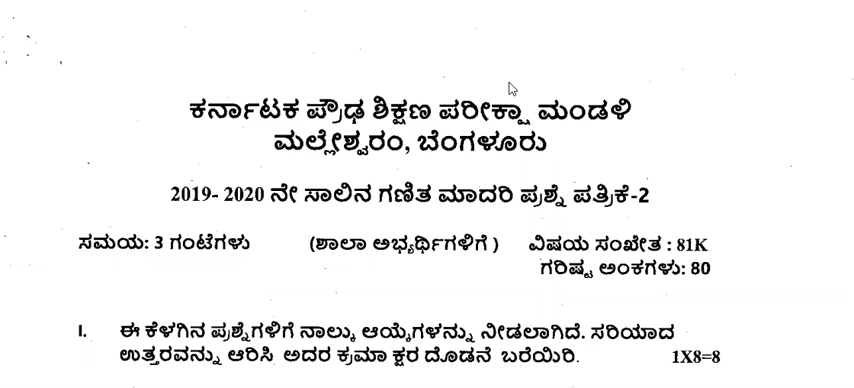 ಕರ್ನಾಟಕ ಪ್ರೌಢ ಶಿಕ್ಷಣ ಪರೀಕ್ಷಾ ಮಂಡಳಿ
ಮಲ್ಲೇಶ್ವರಂ, ಬೆಂಗಳೂರು
2019- 2020 ನೇ ಸಾಲಿನ ಗಣಿತ ಮಾದರಿ ಪ್ರಶ್ನೆ ಪತ್ರಿಕೆ-2
ಸಮಯ: 3 ಗಂಟೆಗಳು (ಶಾಲಾ ಅಭ್ಯರ್ಥಿಗಳಿಗೆ ) ವಿಷಯ ಸಂಖೇತ : 81K
ಗರಿಷ್ಟ ಅಂಕಗಳು: 80
I. ಈ ಕೆಳಗಿನ ಪ್ರಶ್ನೆಗಳಿಗೆ ನಾಲ್ಕು ಆಯ್ಕೆಗಳನ್ನು ನೀಡಲಾಗಿದೆ. ಸರಿಯಾದ
ಉತ್ತರವನ್ನು ಆರಿಸಿ ಅದರ ಕ್ರಮಾ ಕ್ಷರ ದೊಡನೆ ಬರೆಯಿರಿ. 1X8=8